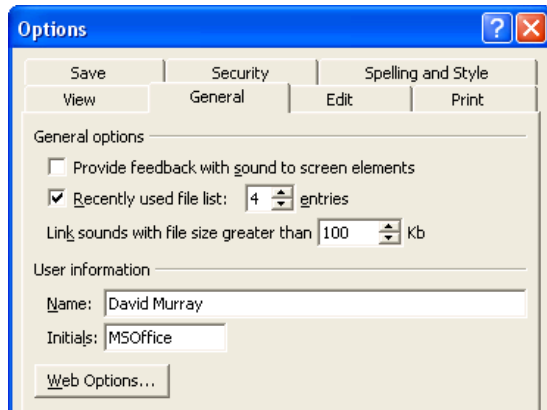 Options
Save Security Spelling and Style
View General Edit Print
General options
Provide feedback with sound to screen elements
Recently used file list: 4 entries
Link sounds with file size greater than 100 Kb
User information
Name: David Murray
Initials: MSOffice
Web Options...